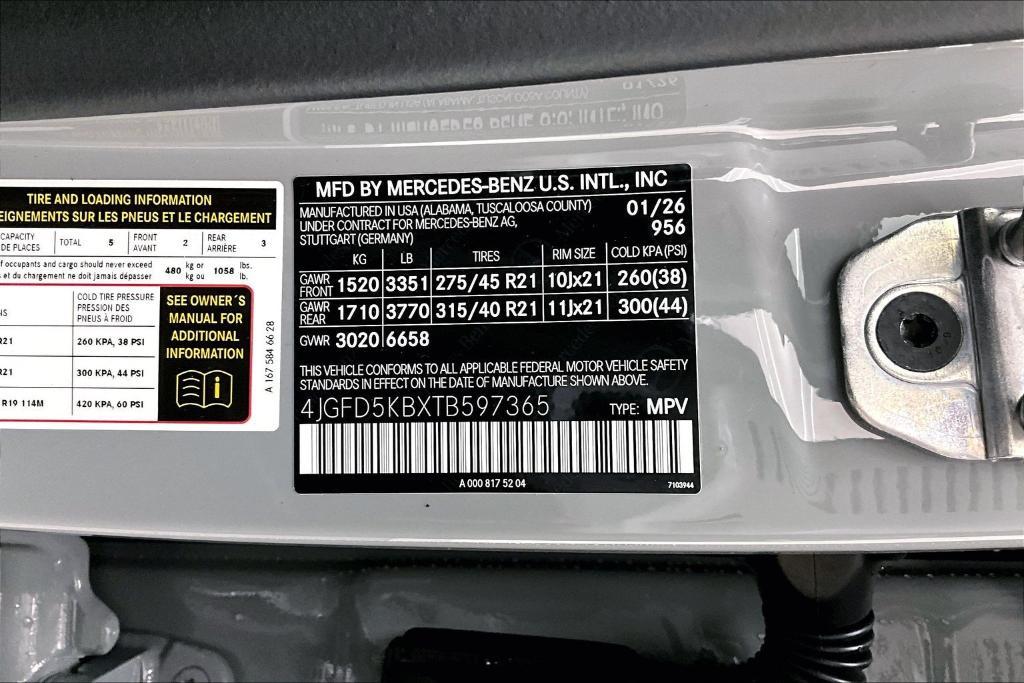 TIRE AND LOADING INFORMATION
EIGNEMENTS SUR LES PNEUS ET LE CHARGEMENT
CAPACITY
DE PLACES
TOTAL 5
FRONT
AVANT
2
REAR
ARRIÈRE
3
of occupants and cargo should never exceed
s et du chargement ne doit jamais dépasser
480 kg or
kg ou
1058 lbs.
lb.
COLD TIRE PRESSURE
PRESSION DES
PNEUS À FROID
R21
260 KPA, 38 PSI
R21
300 KPA, 44 PSI
R19 114M
420 KPA, 60 PSI
SEE OWNER´S
MANUAL FOR
ADDITIONAL
INFORMATION
A 167 584 66 28
MFD BY MERCEDES-BENZ U.S. INTL., INC
MANUFACTURED IN USA (ALABAMA, TUSCALOOSA COUNTY)
UNDER CONTRACT FOR MERCEDES-BENZ AG,
STUTTGART (GERMANY)
01/26
956
KG LB TIRES RIM SIZE COLD KPA(PSI)
GAWR
FRONT
1520 3351 275/45 R21 10Jx21 260(38)
GAWR
REAR
1710 3770 315/40 R21 11Jx21 300(44)
GVWR 3020 6658
THIS VEHICLE CONFORMS TO ALL APPLICABLE FEDERAL MOTOR VEHICLE SAFETY
STANDARDS IN EFFECT ON THE DATE OF MANUFACTURE SHOWN ABOVE.
4JGFD5KBXTB597365 TYPE: MPV
A 000 817 52 04
7103944